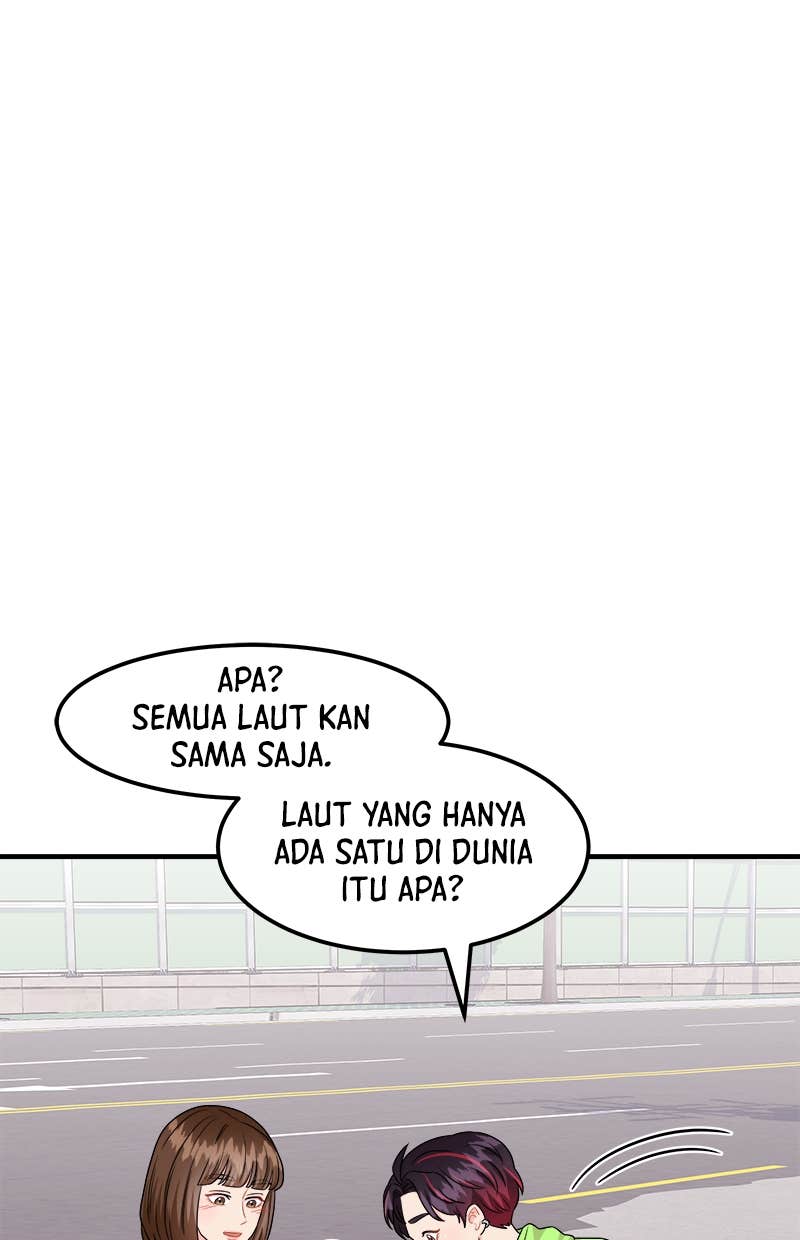 APA?
SEMUA LAUT KAN
SAMA SAJA.
LAUT YANG HANYA
ADA SATU DI DUNIA
ITU APA?